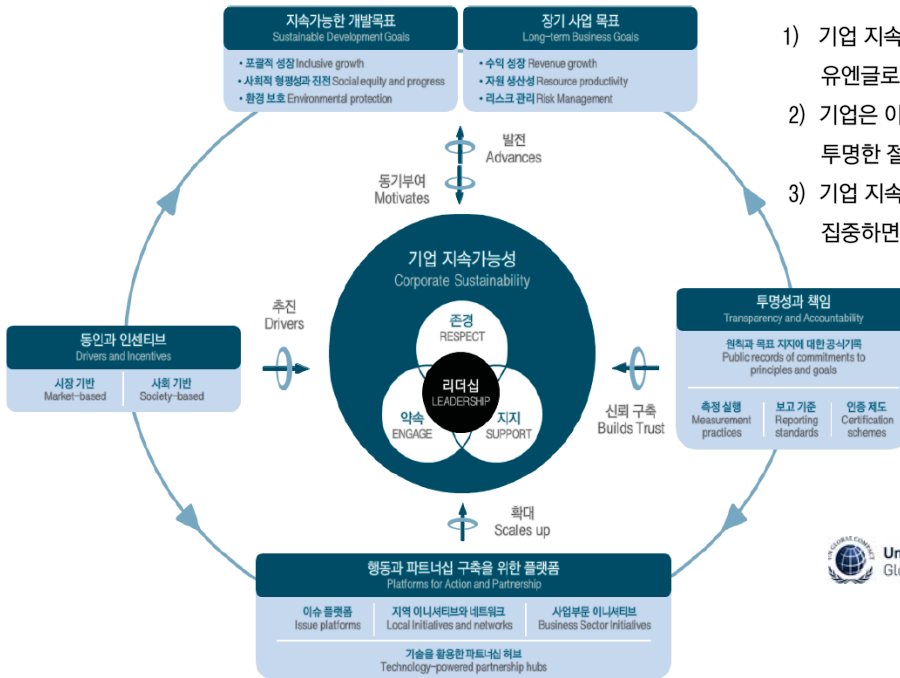 지속가능한 개발목표
Sustainable Development Goals
• 포괄적 성장 Inclusive growth
• 사회적 형평성과 진전 Social equity and progress
• 환경 보호 Environmental protection
장기 사업 목표
Long-term Business Goals
• 수익 성장 Revenue growth
• 자원 생산성 Resource productivity
• 리스크 관리 Risk Management
1) 기업 지속
유엔글로
2) 기업은 이
투명한 절
3) 기업 지속
집중하면
발전
Advances
동기부여
Motivates
기업 지속가능성
Corporate Sustainability
존경
RESPECT
리더십
LEADERSHIP
약속
ENGAGE
지지
SUPPORT
추진
Drivers
동인과 인센티브
Drivers and Incentives
시장 기반
Market-based
사회 기반
Society-based
신뢰 구축
Builds Trust
투명성과 책임
Transparency and Accountability
원칙과 목표 지지에 대한 공식기록
Public records of commitments to
principles and goals
측정 실행
Measurement
practices
보고 기준
Reporting
standards
인증 제도
Certification
schemes
확대
Scales up
행동과 파트너십 구축을 위한 플랫폼
Platforms for Action and Partnership
이슈 플랫폼
Issue platforms
지역 이니셔티브와 네트워크
Local Initiatives and networks
사업부문 이니셔티브
Business Sector Initiatives
기술을 활용한 파트너십 허브
Technology-powered partnership hubs
Un
Glo